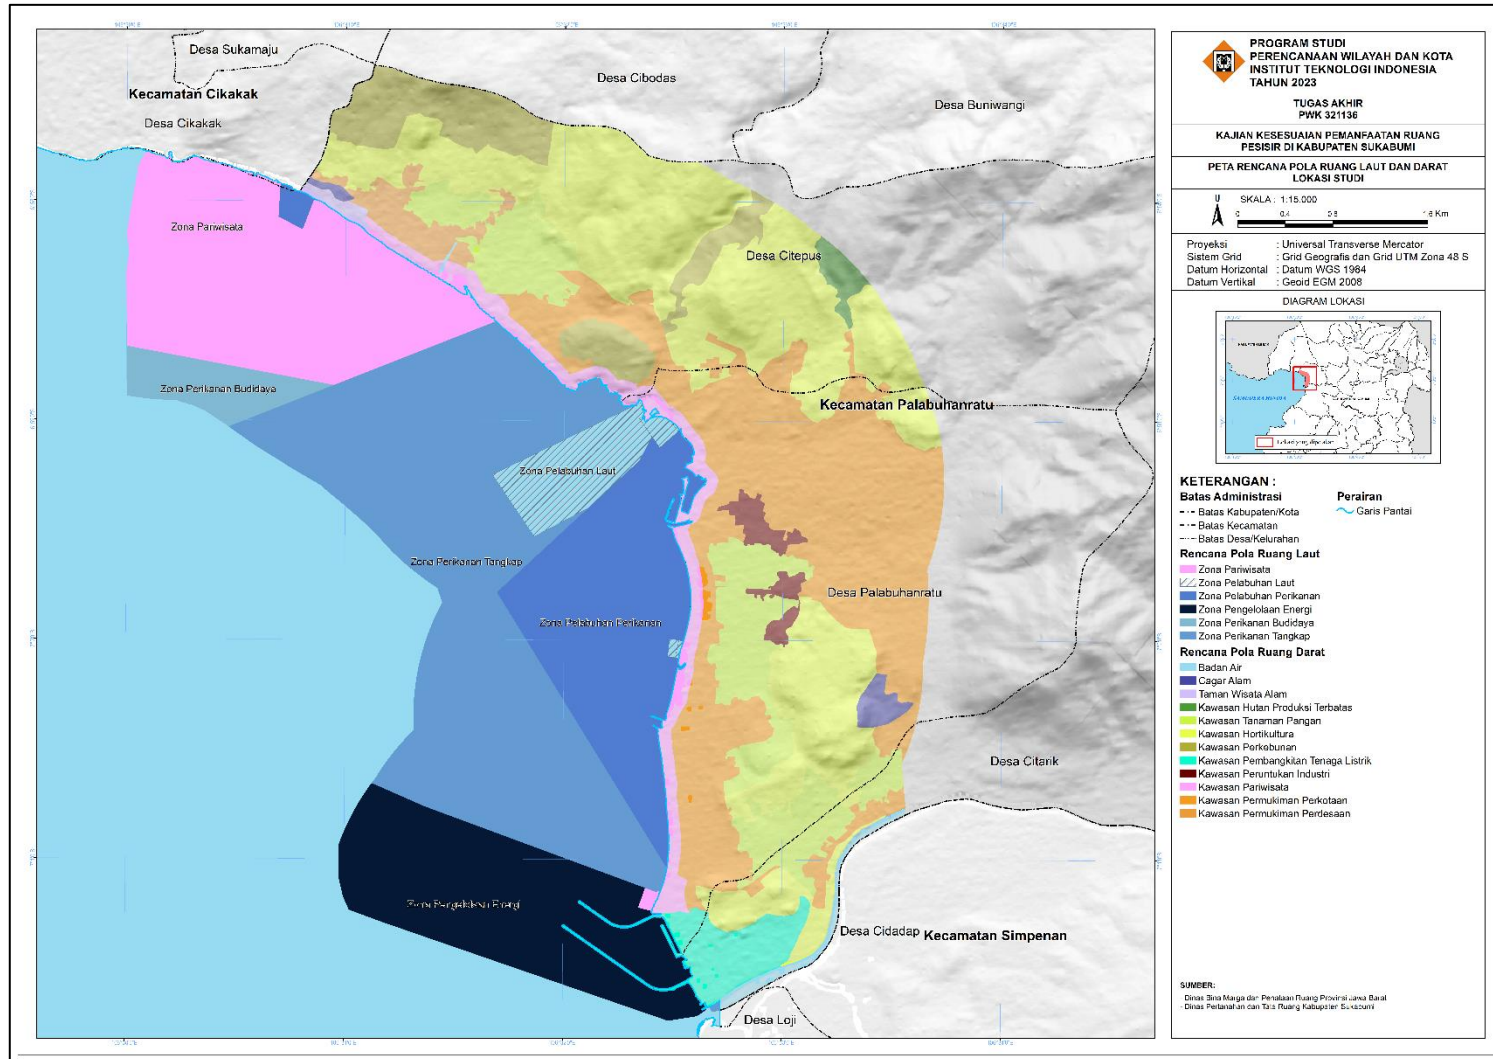 Desa Sukamaju
Desa Cibodas
Kecamatan Cikakak
Desa Buniwangi
Desa Cikakak
Zona Pariwisata
Desa Citepus
Zona Perikanan Budidaya
Kecamatan Palabuhanratu
Zona Pelabuhan Laut
Zona Perikanan Tangkap
Desa Palabuhanratu
Zona Pelabuhan Perikanan
Desa Citarik
Zona Pengelolaan Energi
Desa Cidadap
Kecamatan Simpenan
Desa Loji
PROGRAM STUDI
PERENCANAAN WILAYAH DAN KOTA
INSTITUT TEKNOLOGI INDONESIA
TAHUN 2023
TUGAS AKHIR
PWK 321136
KAJIAN KESESUAIAN PEMANFAATAN RUANG
PESISIR DI KABUPATEN SUKABUMI
PETA RENCANA POLA RUANG LAUT DAN DARAT
LOKASI STUDI
U
SKALA : 1:15.000
0 0.4 0.8 1.6 Km
Proyeksi : Universal Transverse Mercator
Sistem Grid : Grid Geografis dan Grid UTM Zona 48 S
Datum Horizontal : Datum WGS 1984
Datum Vertikal : Geoid EGM 2008
DIAGRAM LOKASI
KETERANGAN :
Batas Administrasi
Batas Kabupaten/Kota
Batas Kecamatan
Batas Desa/Kelurahan
Perairan
Garis Pantai
Rencana Pola Ruang Laut
Zona Pariwisata
Zona Pelabuhan Laut
Zona Pelabuhan Perikanan
Zona Pengelolaan Energi
Zona Perikanan Budidaya
Zona Perikanan Tangkap
Rencana Pola Ruang Darat
Badan Air
Cagar Alam
Taman Wisata Alam
Kawasan Hutan Produksi Terbatas
Kawasan Tanaman Pangan
Kawasan Hortikultura
Kawasan Perkebunan
Kawasan Pembangkitan Tenaga Listrik
Kawasan Peruntukan Industri
Kawasan Pariwisata
Kawasan Permukiman Perkotaan
Kawasan Permukiman Perdesaan
SUMBER:
- Dinas Bina Marga dan Penataan Ruang Provinsi Jawa Barat
- Dinas Pertanahan dan Tata Ruang Kabupaten Sukabumi